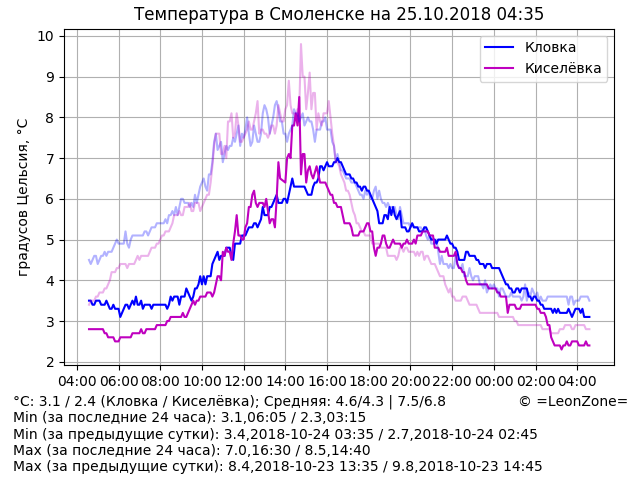 Температура в Смоленске на 25.10.2018 04:35
Кловка
Киселёвка
градусов Цельсия, °C
10
9
8
7
6
5
4
3
2
04:00 06:00 08:00 10:00 12:00 14:00 16:00 18:00 20:00 22:00 00:00 02:00 04:00
°C: 3.1 / 2.4 (Кловка / Киселёвка); Средняя: 4.6/4.3 | 7.5/6.8
© =LeonZone=
Min (за последние 24 часа): 3.1,06:05 / 2.3,03:15
Min (за предыдущие сутки): 3.4,2018-10-24 03:35 / 2.7,2018-10-24 02:45
Max (за последние 24 часа): 7.0,16:30 / 8.5,14:40
Max (за предыдущие сутки): 8.4,2018-10-23 13:35 / 9.8,2018-10-23 14:45